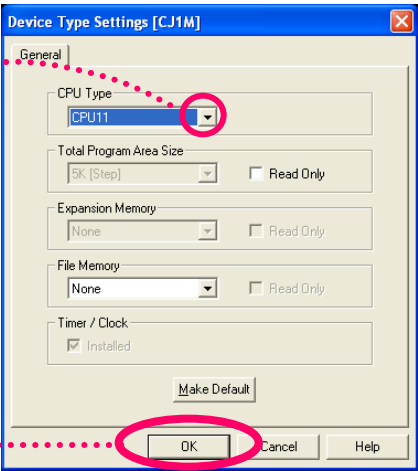 Device Type Settings [CJ1M]
General
CPU Type
CPU11
Total Program Area Size
5K [Step]
Read Only
Expansion Memory
None
Read Only
File Memory
None
Read Only
Timer / Clock
Installed
Make Default
OK
Cancel
Help